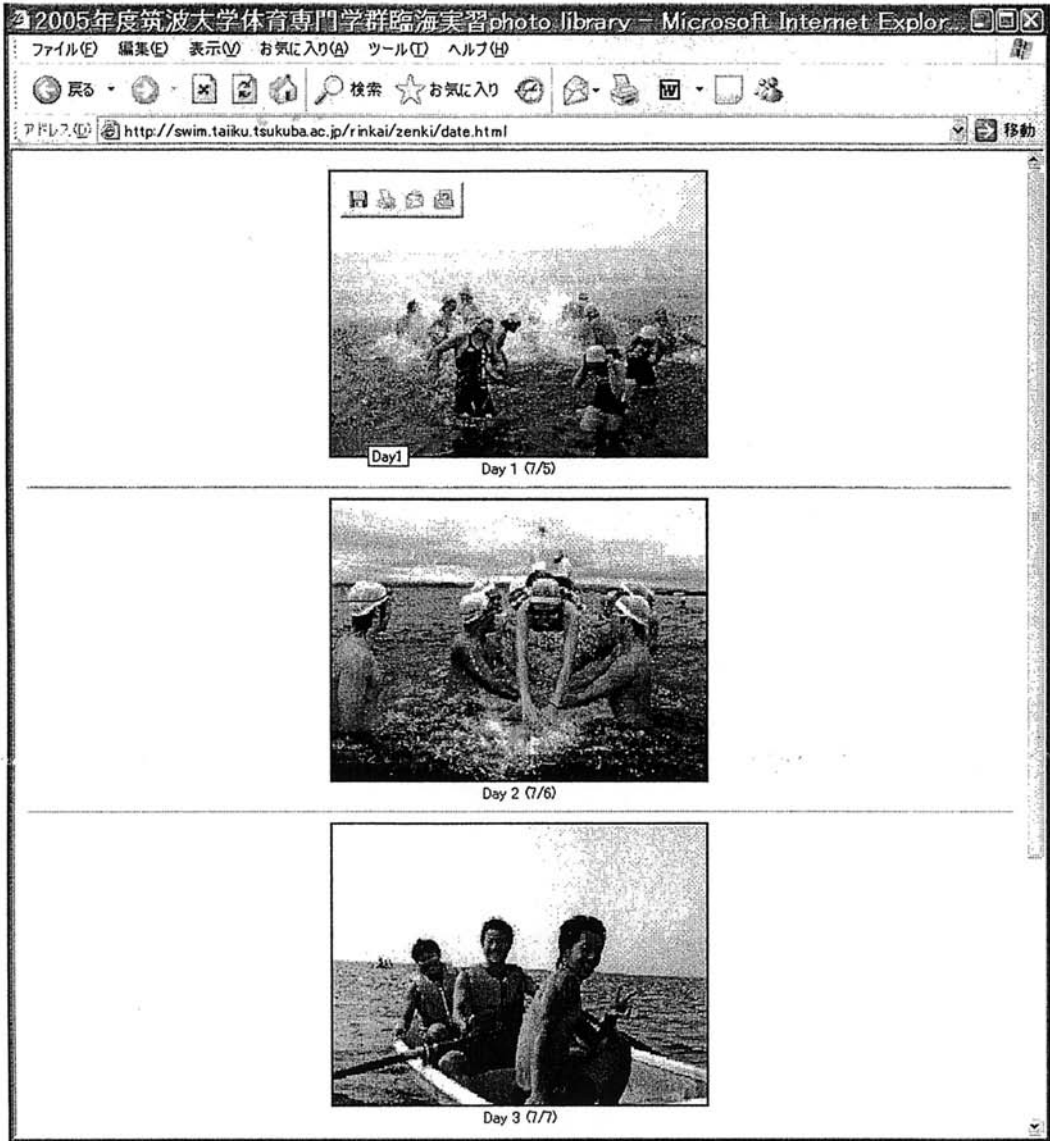 2005年度筑波大学体育専門学群臨海実習photo library - Microsoft Internet Explor...
ファイル(F) 編集(E) 表示(V) お気に入り(A) ツール(T) ヘルプ(H)
戻る 検索 お気に入り
アドレス(D) http://swim.taiiku.tsukuba.ac.jp/rinkai/zenki/date.html 移動
Day1
Day 1 (7/5)
Day 2 (7/6)
Day 3 (7/7)